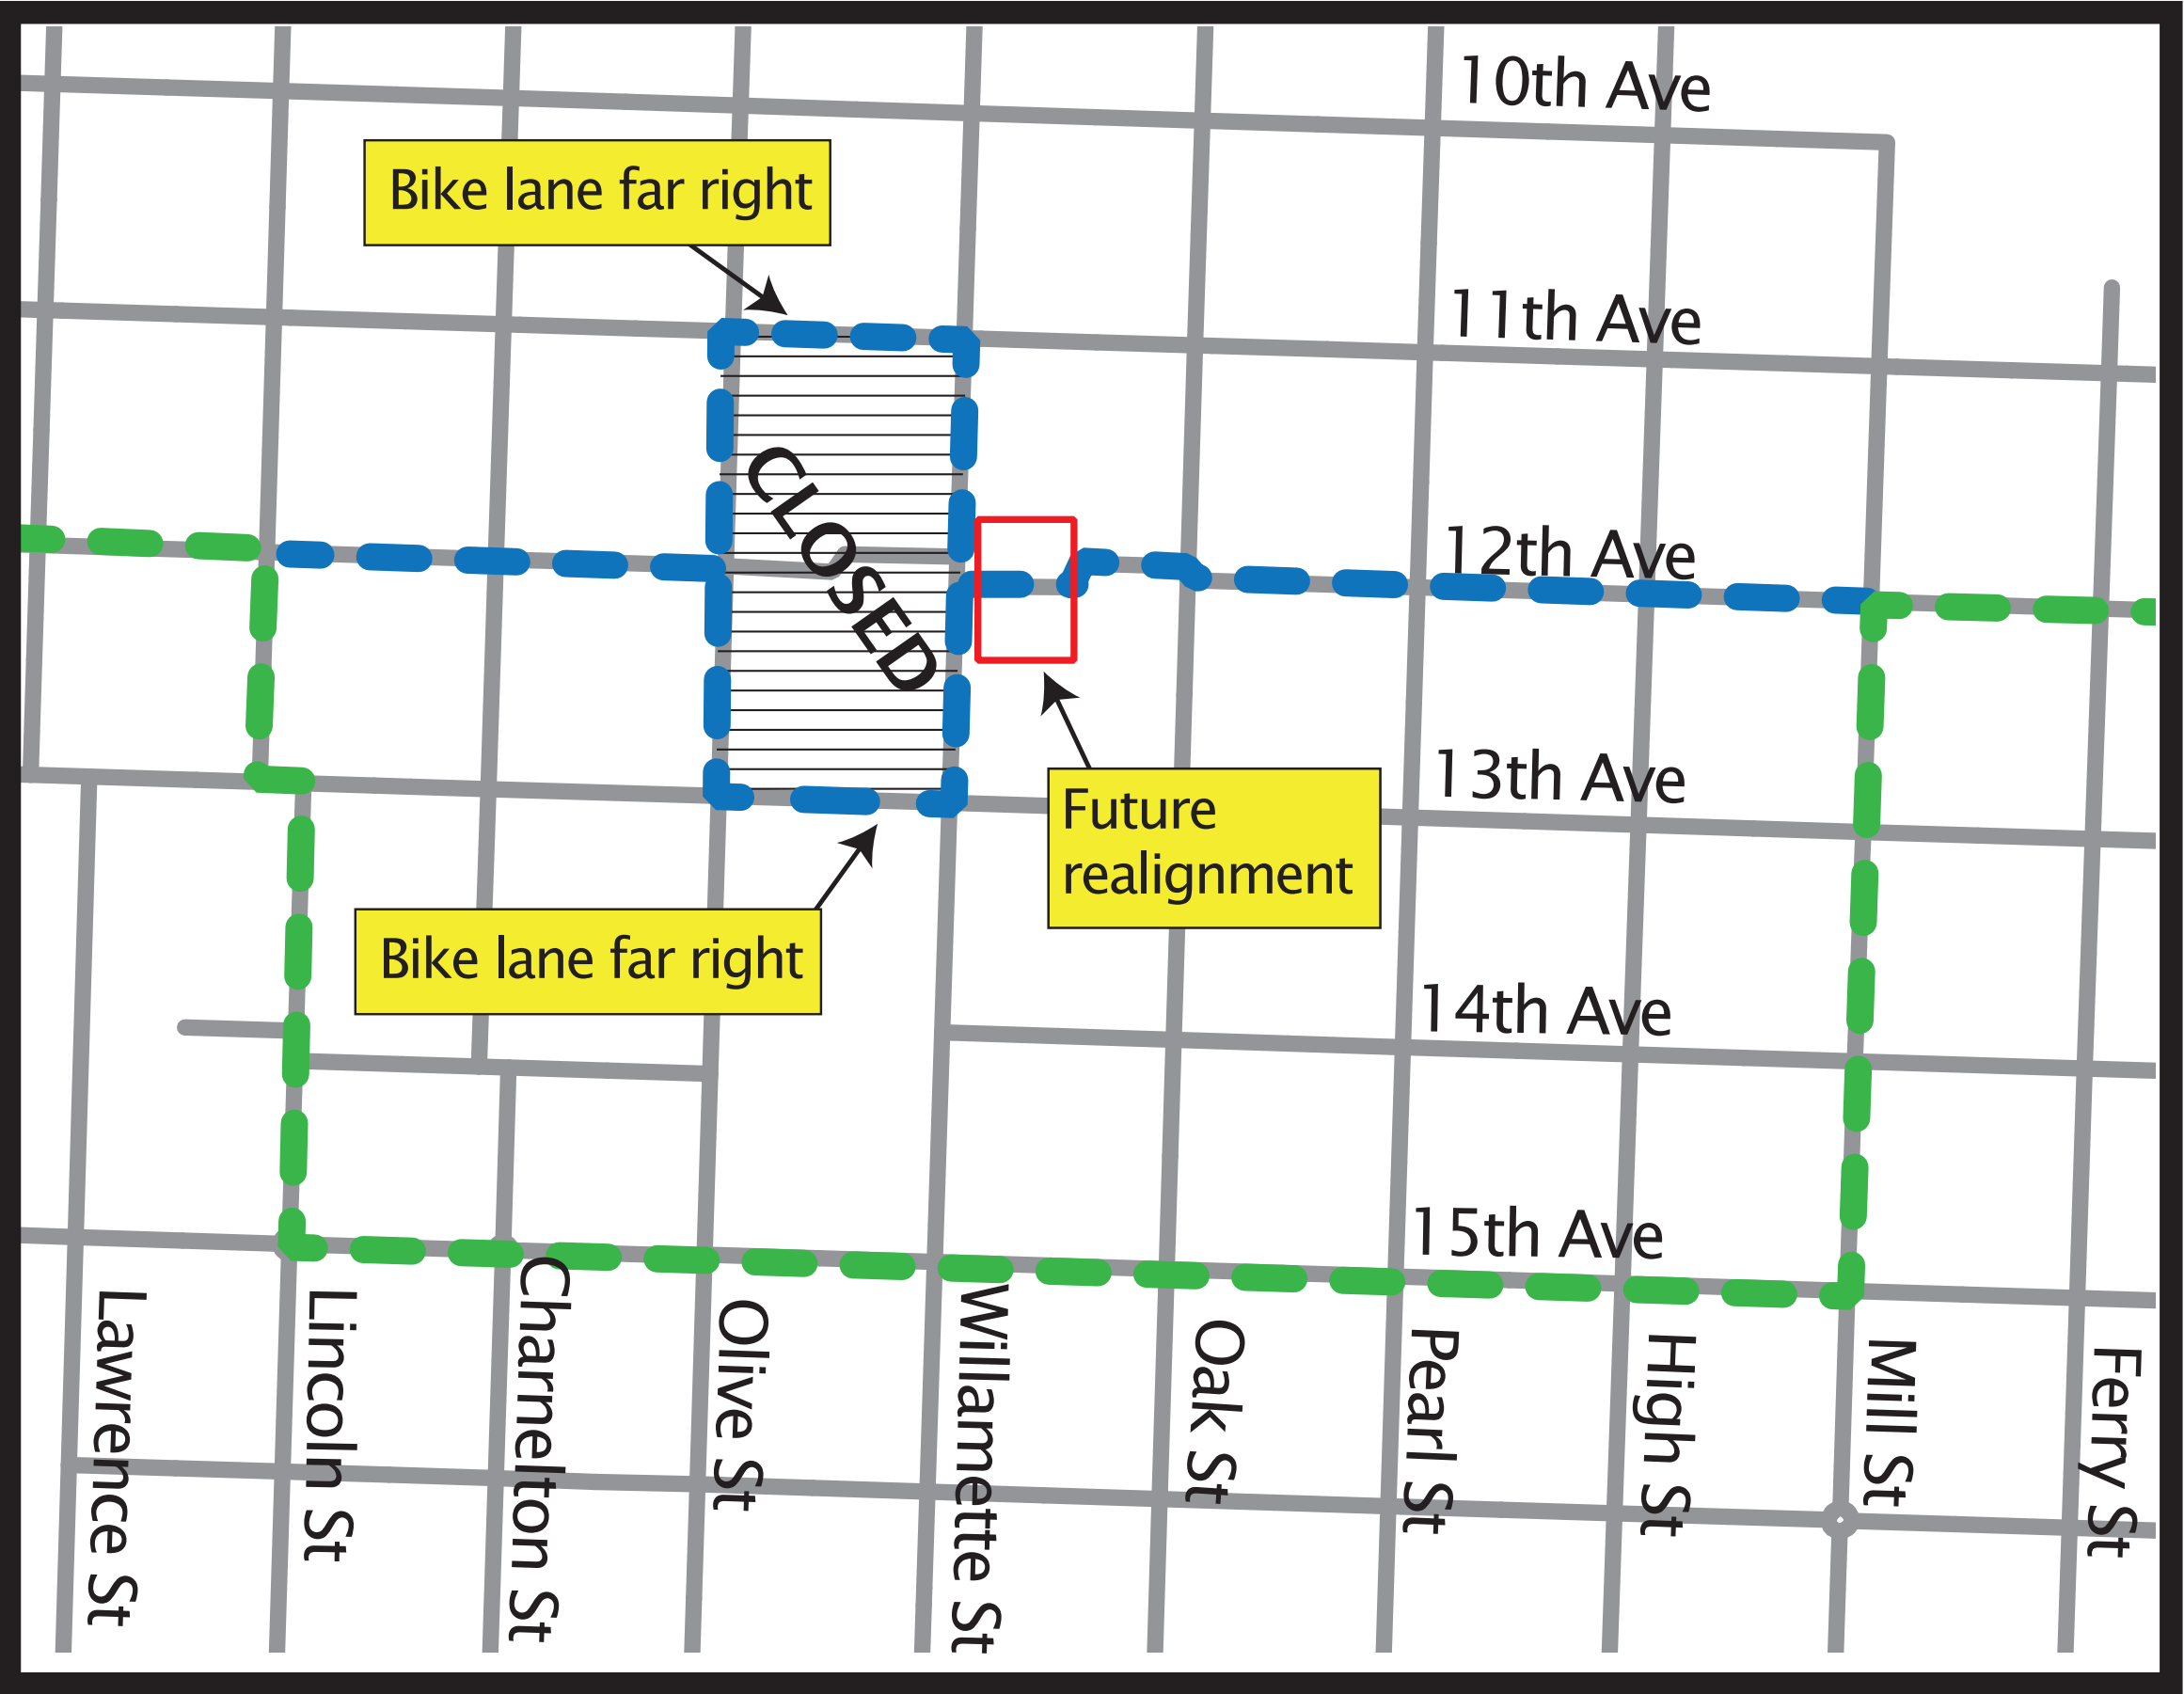 10th Ave
Bike lane far right
11th Ave
CLOSED
12th Ave
13th Ave
Future
realignment
Bike lane far right
14th Ave
15th Ave
Lawrence St
Lincoln St
Charnelton St
Olive St
Willamette St
Oak St
Pearl St
High St
Mill St
Ferry St